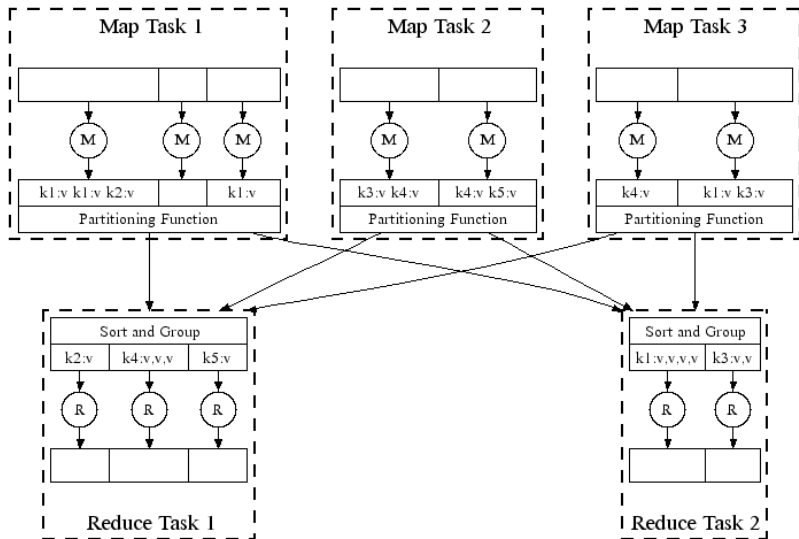 Map Task 1
Map Task 2
Map Task 3
M
M
M
M
M
M
M
k1:v k1:v k2:v
k1:v
k3:v k4:v
k4:v k5:v
k4:v
k1:v k3:v
Partitioning Function
Partitioning Function
Partitioning Function
Sort and Group
Sort and Group
k2:v
k4:v,v,v
k5:v
k1:v,v,v,v
k3:v,v
R
R
R
R
R
Reduce Task 1
Reduce Task 2